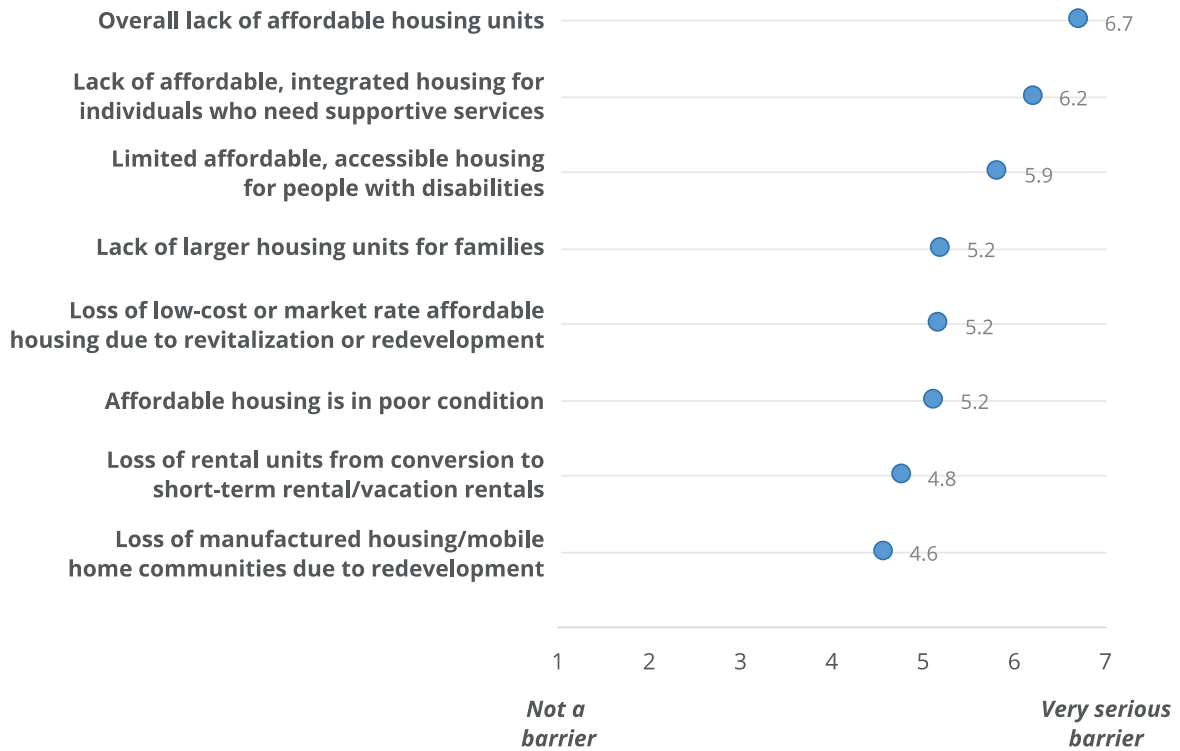 Overall lack of affordable housing units
6.7
Lack of affordable, integrated housing for
individuals who need supportive services
6.2
Limited affordable, accessible housing
for people with disabilities
5.9
Lack of larger housing units for families
5.2
Loss of low-cost or market rate affordable
housing due to revitalization or redevelopment
5.2
Affordable housing is in poor condition
5.2
Loss of rental units from conversion to
short-term rental/vacation rentals
4.8
Loss of manufactured housing/mobile
home communities due to redevelopment
4.6
1 2 3 4 5 6 7
Not a
barrier
Very serious
barrier